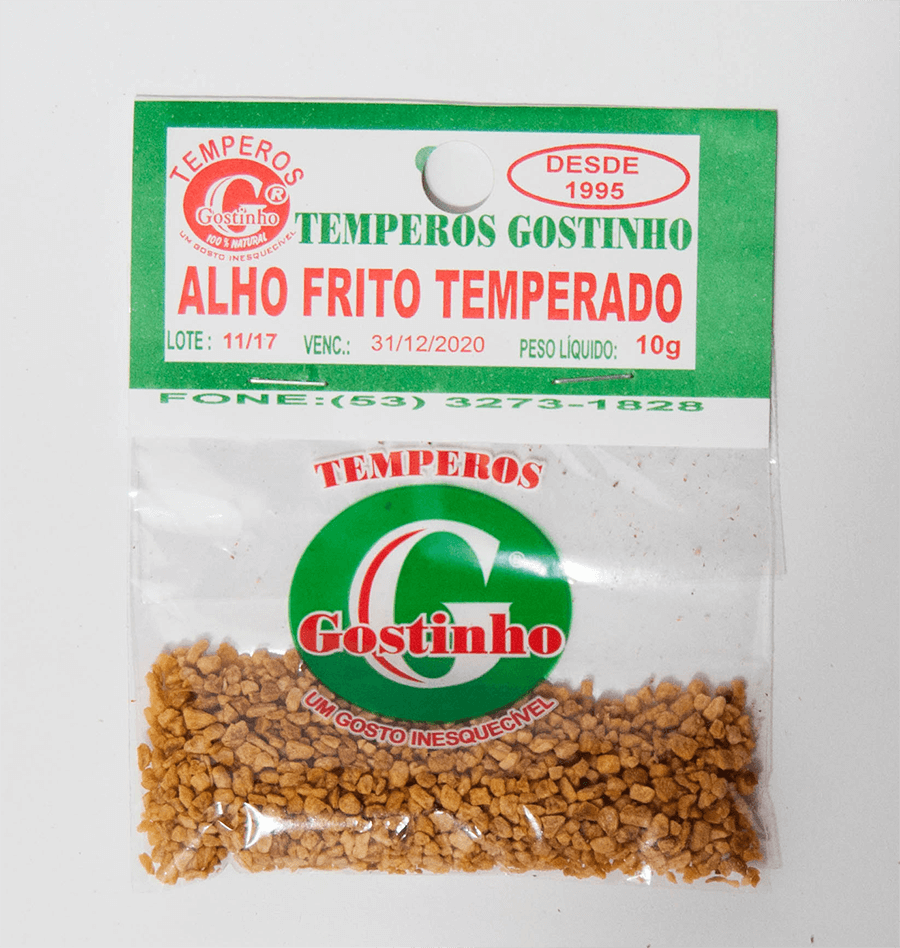 TEMPEROS
G ®
Gostinho
100% NATURAL
UM GOSTO INESQUECÍVEL
DESDE
1995
TEMPEROS GOSTINHO
ALHO FRITO TEMPERADO
LOTE: 11/17 VENC.: 31/12/2020 PESO LÍQUIDO: 10g
FONE:(53) 3273-1828
TEMPEROS
G ®
Gostinho
UM GOSTO INESQUECÍVEL